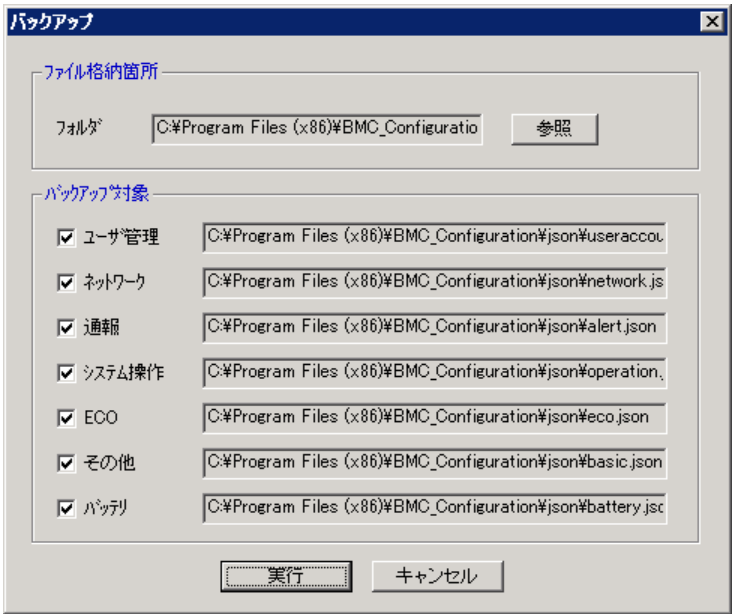 バックアップ
ファイル格納箇所
フォルダ C:¥Program Files (x86)¥BMC_Configuratio 参照
バックアップ対象
ユーザ管理 C:¥Program Files (x86)¥BMC_Configuration¥json¥useraccou
ネットワーク C:¥Program Files (x86)¥BMC_Configuration¥json¥network.js
通報 C:¥Program Files (x86)¥BMC_Configuration¥json¥alert.json
システム操作 C:¥Program Files (x86)¥BMC_Configuration¥json¥operation.
ECO C:¥Program Files (x86)¥BMC_Configuration¥json¥eco.json
その他 C:¥Program Files (x86)¥BMC_Configuration¥json¥basic.json
バッテリ C:¥Program Files (x86)¥BMC_Configuration¥json¥battery.jsc
実行 キャンセル